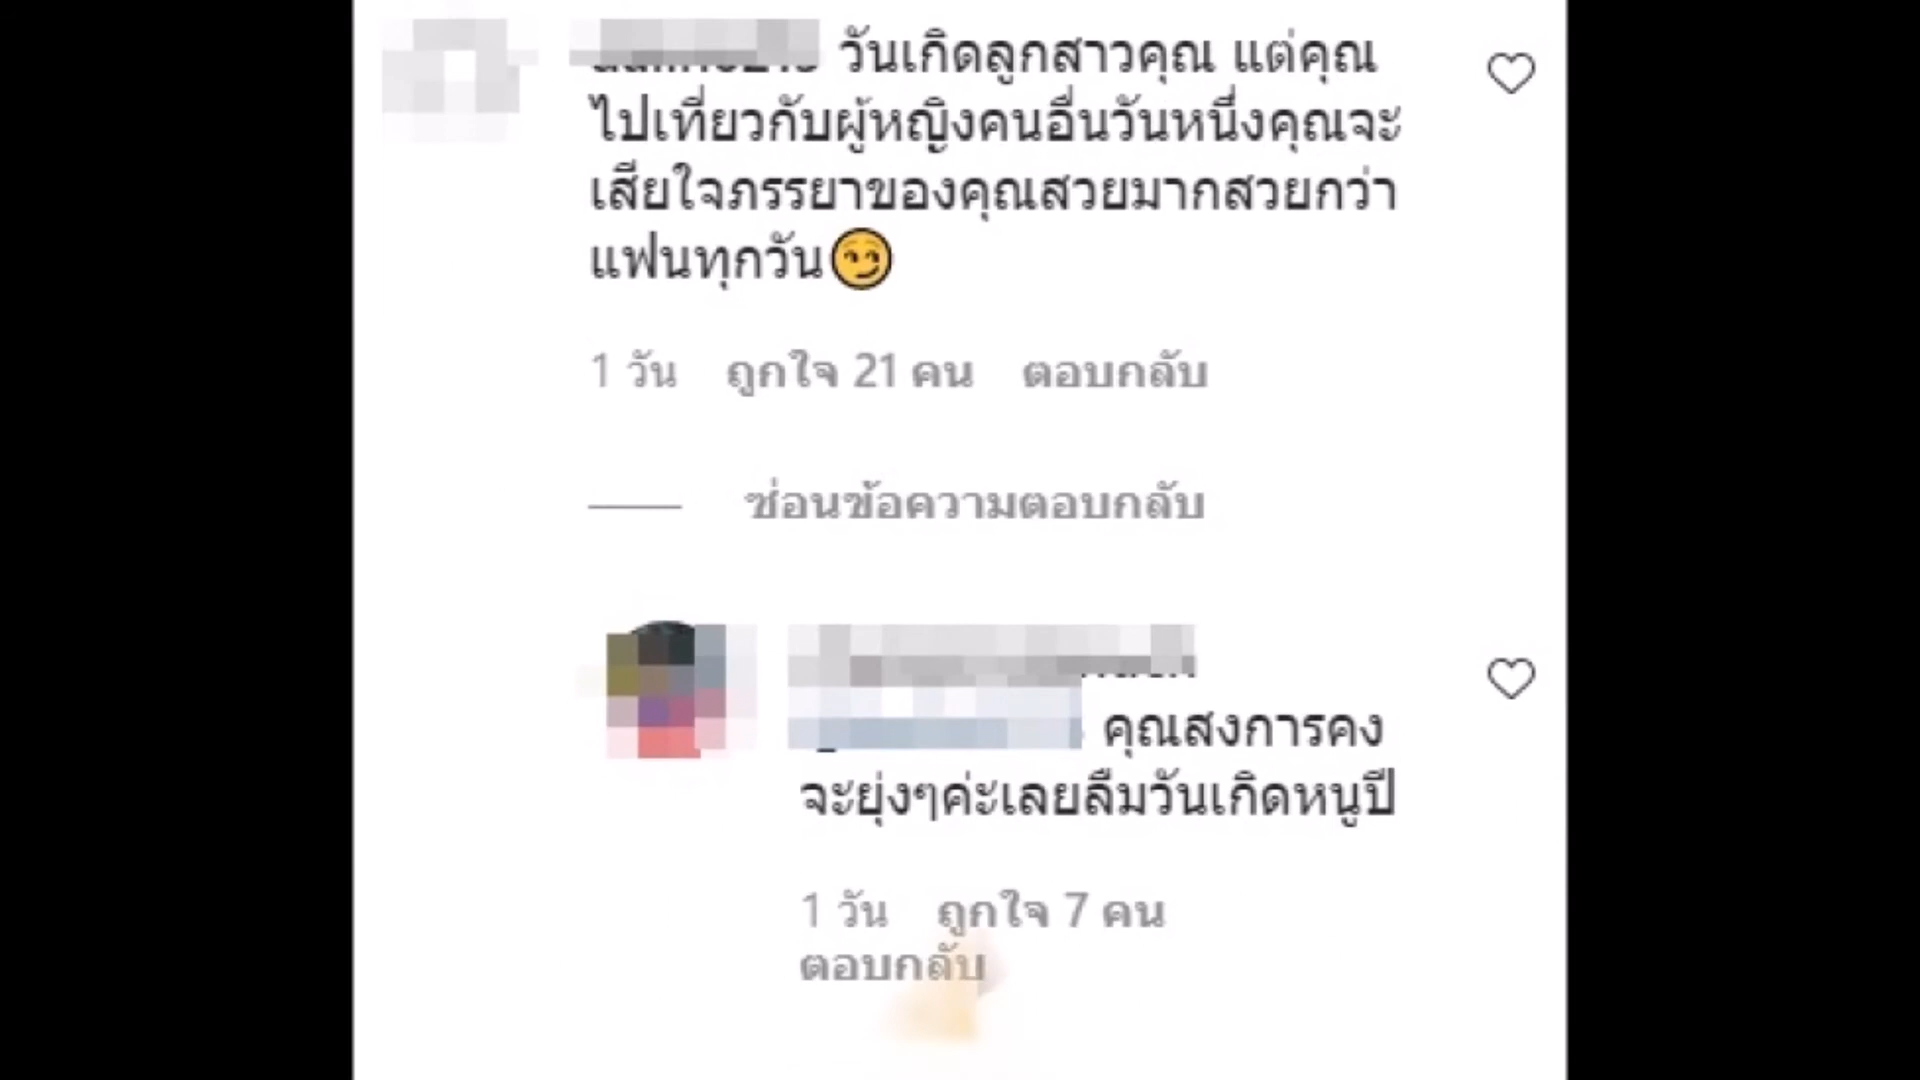 วันเกิดลูกสาวคุณ แต่คุณ
ไปเที่ยวกับผู้หญิงคนอื่นวันหนึ่งคุณจะ
เสียใจภรรยาของคุณสวยมากสวยกว่า
แฟนทุกวัน😏
1 วัน ถูกใจ 21 คน ตอบกลับ
ซ่อนข้อความตอบกลับ
คุณสงการคง
จะยุ่งๆค่ะเลยลืมวันเกิดหนูปี
1 วัน ถูกใจ 7 คน
ตอบกลับ